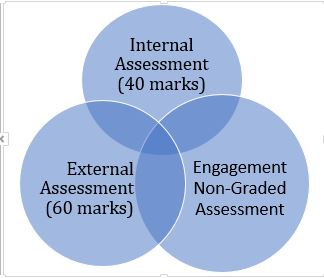 Internal
Assessment
(40 marks)
External
Assessment
(60 marks)
Engagement
Non-Graded
Assessment